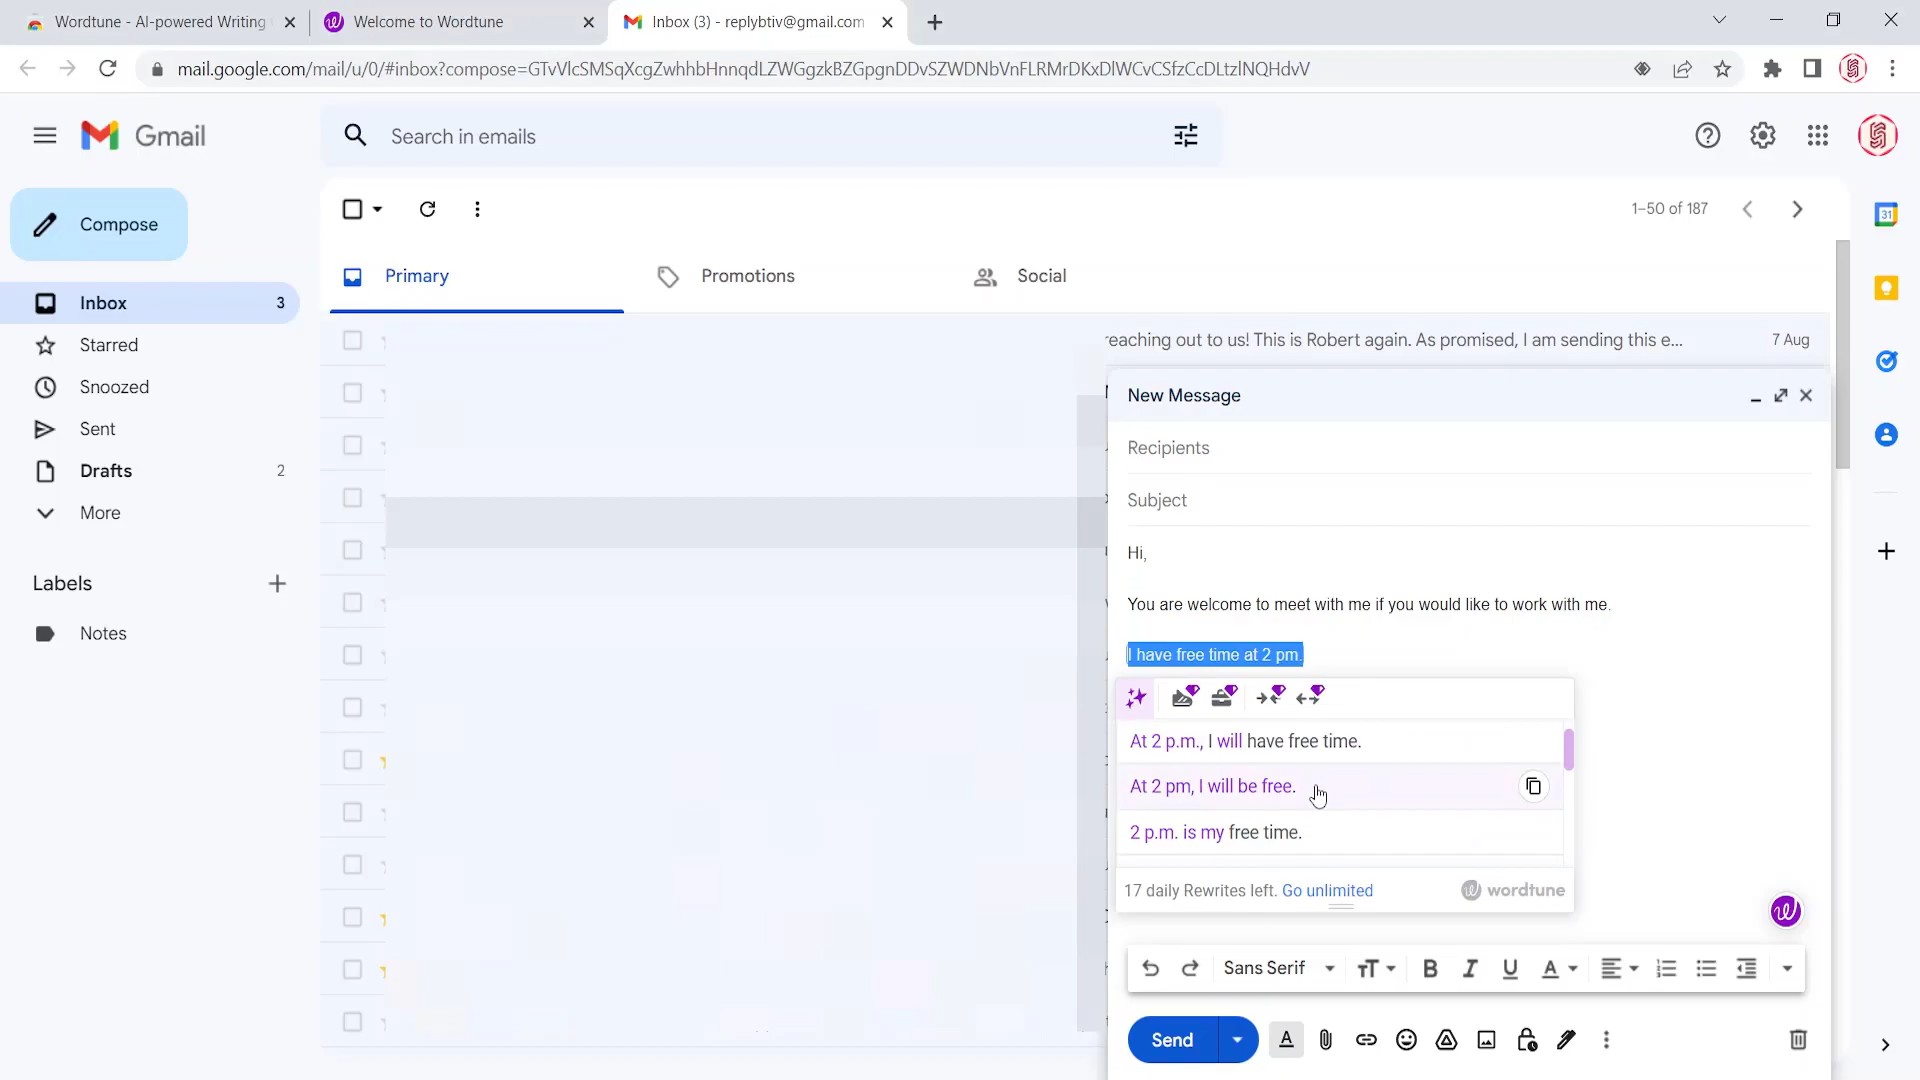 Wordtune - AI-powered Writing
Welcome to Wordtune
Inbox (3) - replybtiv@gmail.com
mail.google.com/mail/u/0/#inbox?compose=GTvVlcSMSqXcgZwhhbHnnqdLZWGgzkBZGpgnDDvSZWDNbVnFLRMrDKxDlWCvCSfzCcDLtzlNQHdvV
Gmail
Search in emails
Compose
1–50 of 187
31
Primary
Promotions
Social
Inbox 3
Starred
Snoozed
Sent
Drafts 2
More
Labels
Notes
reaching out to us! This is Robert again. As promised, I am sending this e... 7 Aug
New Message
Recipients
Subject
Hi,
You are welcome to meet with me if you would like to work with me.
I have free time at 2 pm.
At 2 p.m., I will have free time.
At 2 pm, I will be free.
2 p.m. is my free time.
17 daily Rewrites left. Go unlimited
wordtune
Sans Serif
B I U A
Send
A